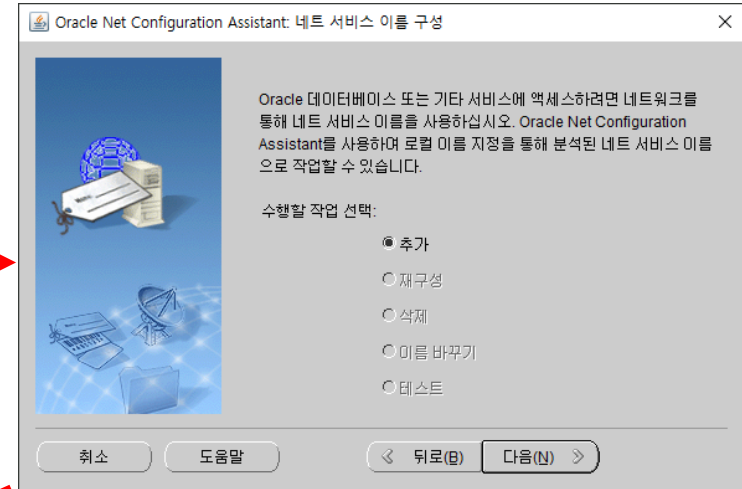 Oracle Net Configuration Assistant: 네트 서비스 이름 구성
Oracle 데이터베이스 또는 기타 서비스에 액세스하려면 네트워크를
통해 네트 서비스 이름을 사용하십시오. Oracle Net Configuration
Assistant를 사용하여 로컬 이름 지정을 통해 분석된 네트 서비스 이름
으로 작업할 수 있습니다.
수행할 작업 선택:
추가
재구성
삭제
이름 바꾸기
테스트
취소 도움말 뒤로(B) 다음(N)